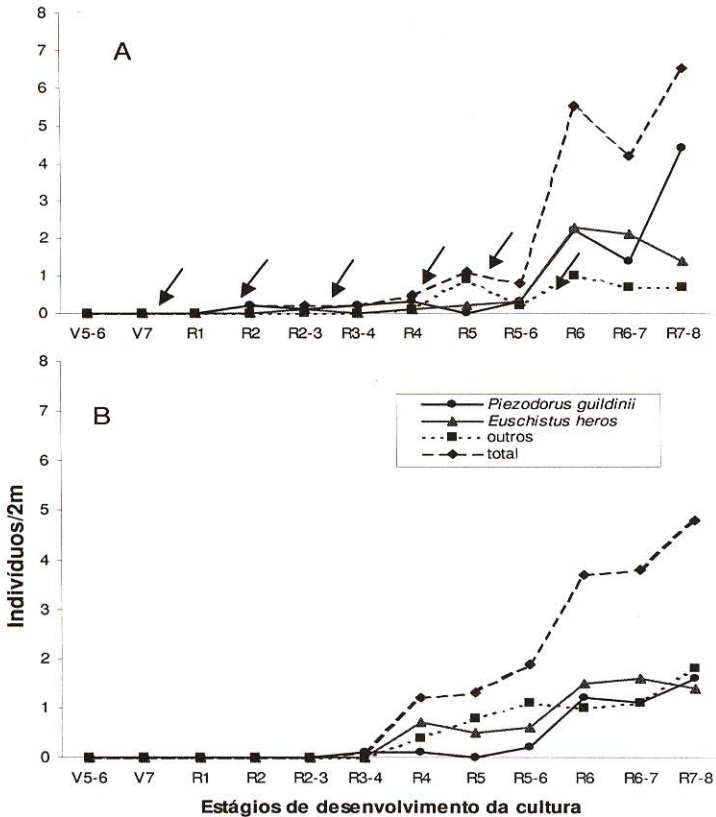 8
A
7
6
5
4
3
2
1
0
V5-6 V7 R1 R2 R2-3 R3-4 R4 R5 R5-6 R6 R6-7 R7-8
8
B
7
Piezodorus guildinii
Euschistus heros
outros
total
6
5
4
3
2
1
0
Indivíduos/2m
V5-6 V7 R1 R2 R2-3 R3-4 R4 R5 R5-6 R6 R6-7 R7-8
Estágios de desenvolvimento da cultura